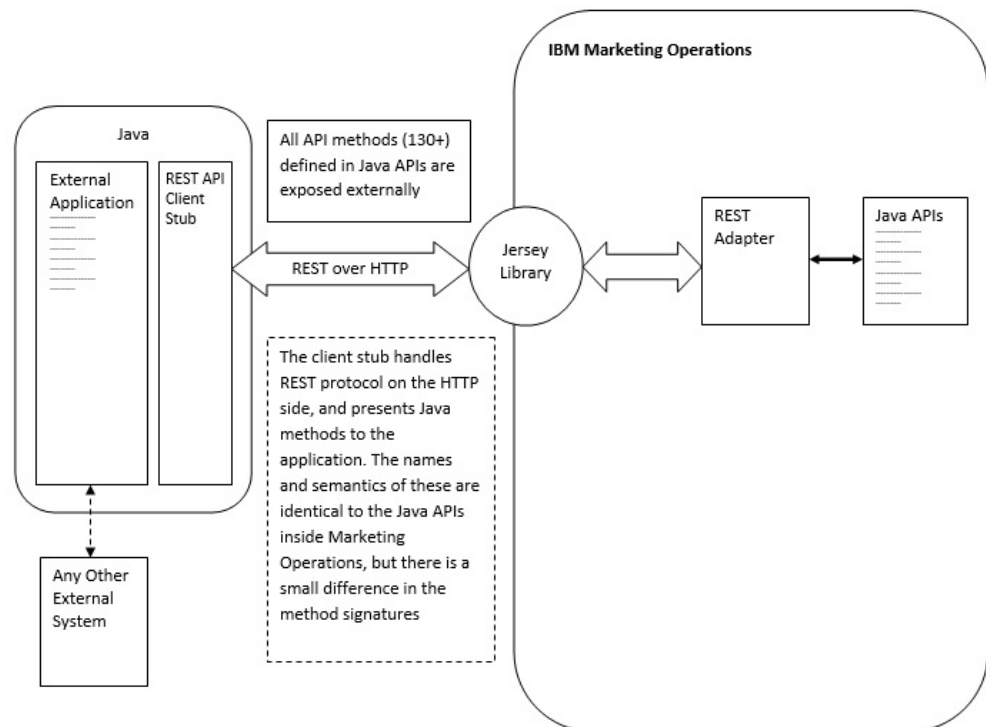 IBM Marketing Operations
Java
External
Application
REST API
Client
Stub
All API methods (130+)
defined in Java APIs are
exposed externally
REST over HTTP
Jersey
Library
REST
Adapter
Java APIs
The client stub handles
REST protocol on the HTTP
side, and presents Java
methods to the
application. The names
and semantics of these are
identical to the Java APIs
inside Marketing
Operations, but there is a
small difference in the
method signatures
Any Other
External
System